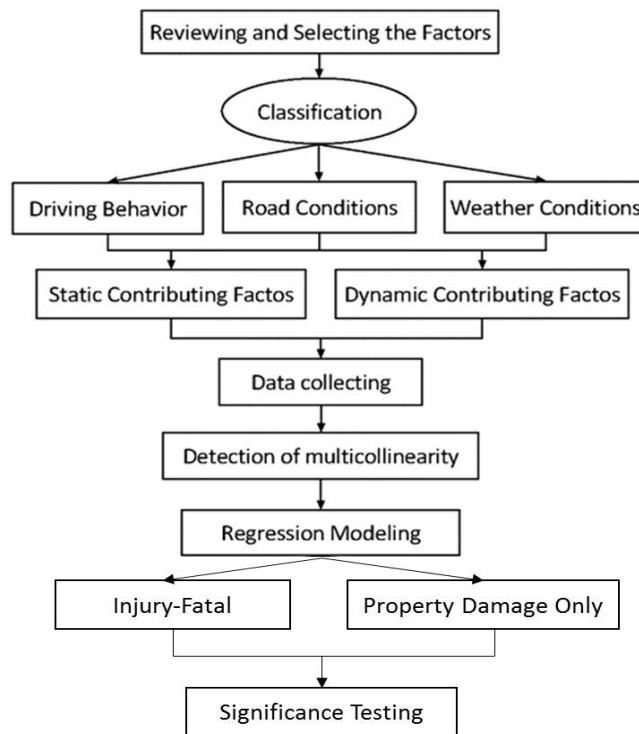 Reviewing and Selecting the Factors
Classification
Driving Behavior
Road Conditions
Weather Conditions
Static Contributing Factos
Dynamic Contributing Factos
Data collecting
Detection of multicollinearity
Regression Modeling
Injury-Fatal
Property Damage Only
Significance Testing